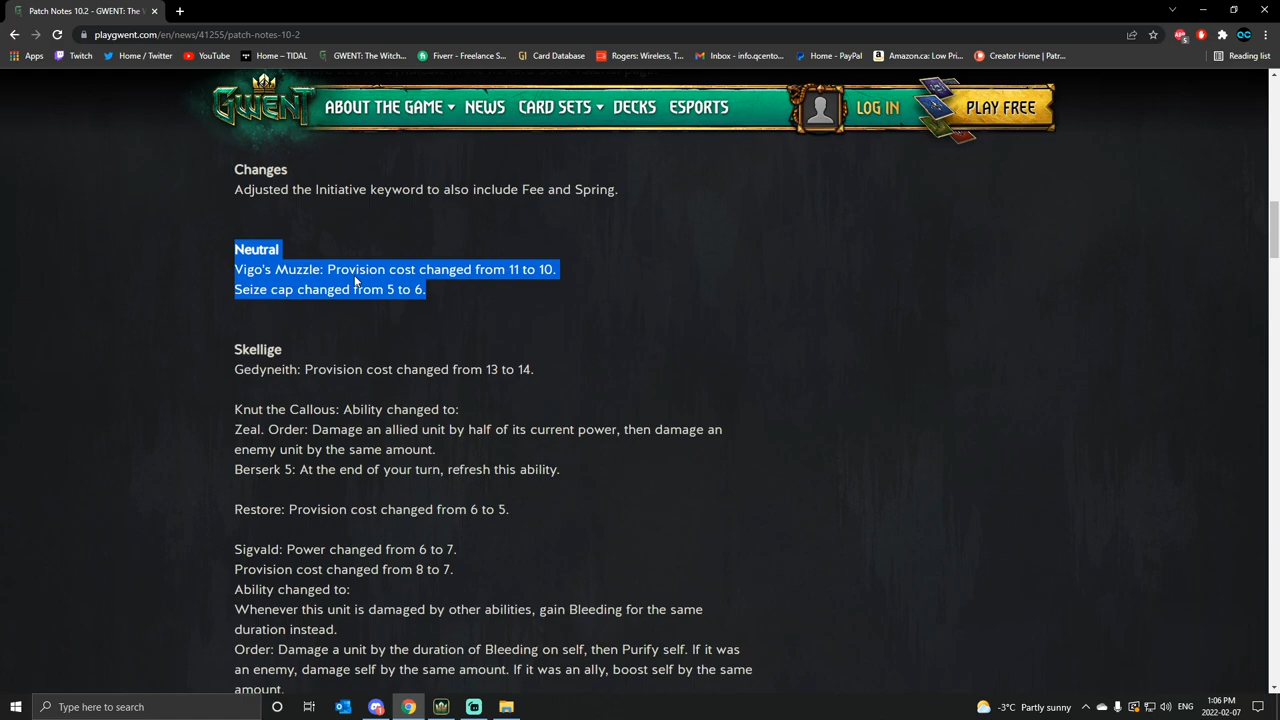 Patch Notes 10.2 - GWENT: The W
playgwent.com/en/news/41255/patch-notes-10-2
Apps Twitch Home / Twitter YouTube Home – TIDAL GWENT: The Witch... Fiverr - Freelance S... Card Database Rogers: Wireless, T... Inbox - info.qcento... Home - PayPal Amazon.ca: Low Pri... Creator Home | Patr... Reading list
GWENT ABOUT THE GAME NEWS CARD SETS DECKS ESPORTS LOG IN PLAY FREE
Changes
Adjusted the Initiative keyword to also include Fee and Spring.
Neutral
Vigo's Muzzle: Provision cost changed from 11 to 10.
Seize cap changed from 5 to 6.
Skellige
Gedyneith: Provision cost changed from 13 to 14.
Knut the Callous: Ability changed to:
Zeal. Order: Damage an allied unit by half of its current power, then damage an
enemy unit by the same amount.
Berserk 5: At the end of your turn, refresh this ability.
Restore: Provision cost changed from 6 to 5.
Sigvald: Power changed from 6 to 7.
Provision cost changed from 8 to 7.
Ability changed to:
Whenever this unit is damaged by other abilities, gain Bleeding for the same
duration instead.
Order: Damage a unit by the duration of Bleeding on self, then Purify self. If it was
an enemy, damage self by the same amount. If it was an ally, boost self by the same
amount.
Type here to search
-3°C Partly sunny
ENG
1:06 PM
2022-02-07